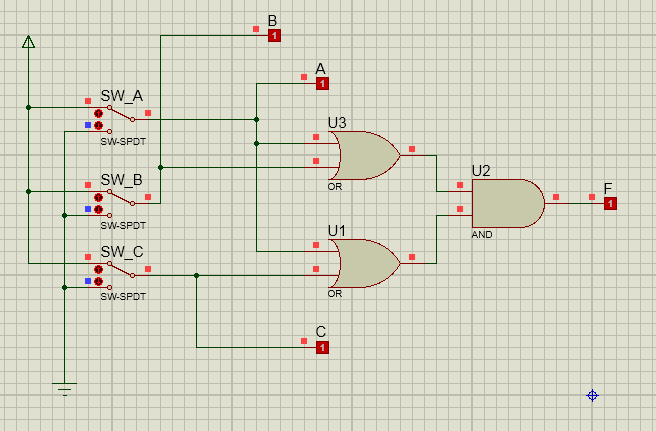 B
1
A
1
SW_A
SW-SPDT
U3
OR
SW_B
SW-SPDT
U2
AND
F
1
SW_C
SW-SPDT
U1
OR
C
1